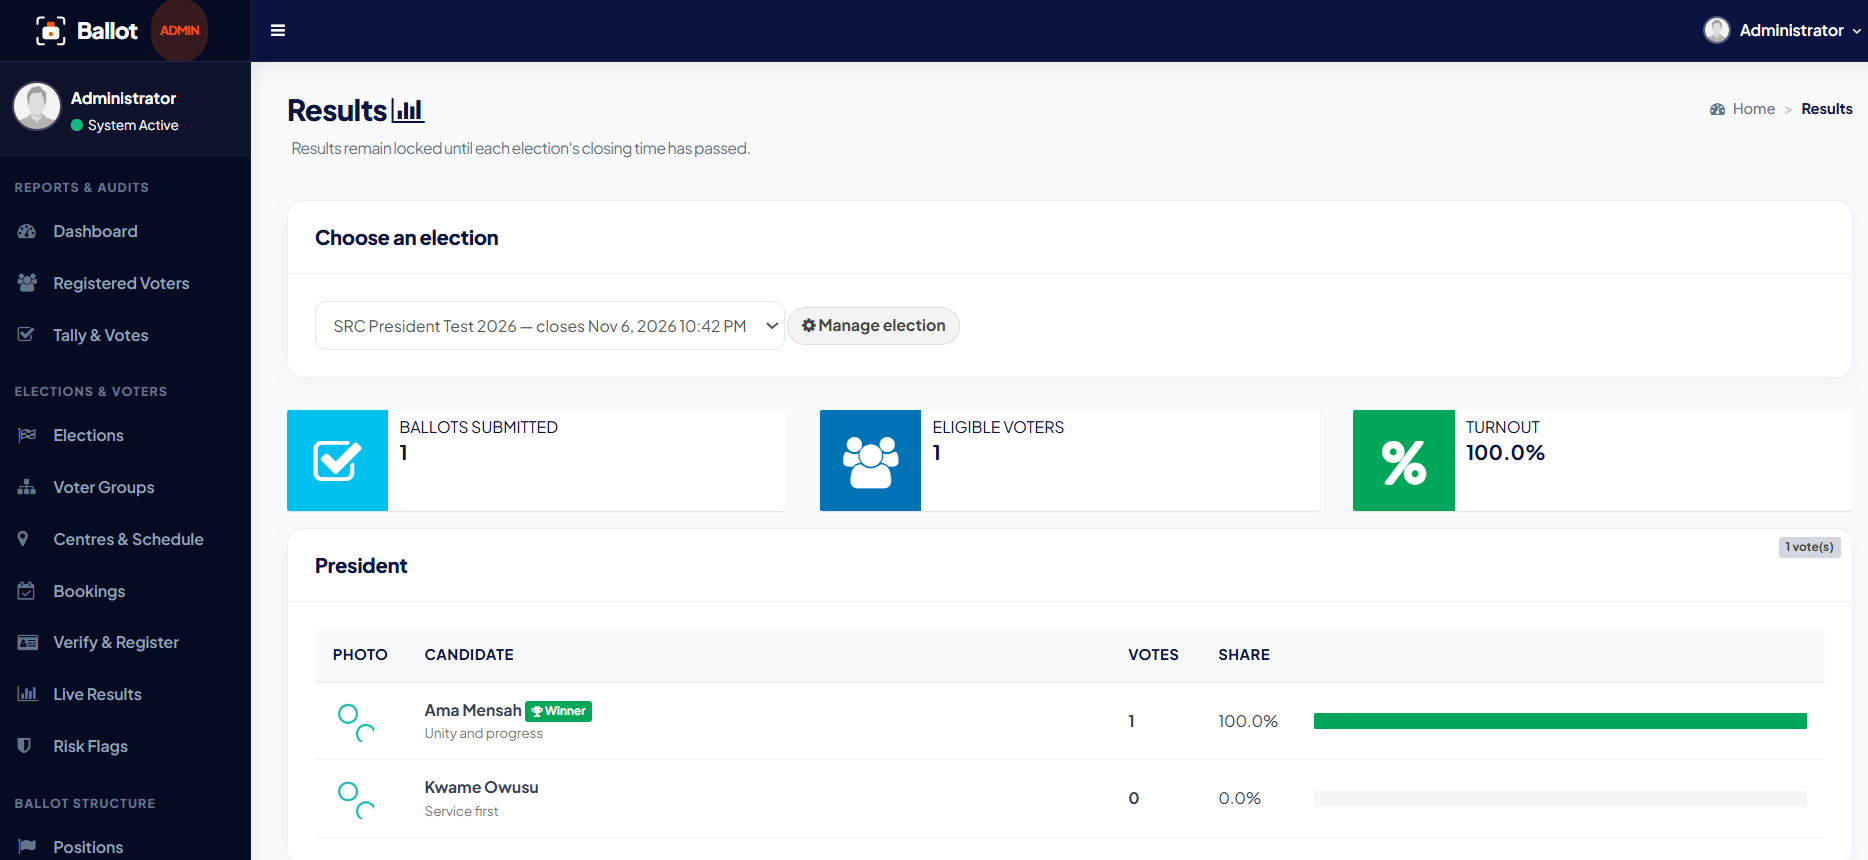 Ballot ADMIN
Administrator
Administrator
System Active
Results
Home > Results
Results remain locked until each election's closing time has passed.
REPORTS & AUDITS
Dashboard
Registered Voters
Tally & Votes
ELECTIONS & VOTERS
Elections
Voter Groups
Centres & Schedule
Bookings
Verify & Register
Live Results
Risk Flags
BALLOT STRUCTURE
Positions
Choose an election
SRC President Test 2026 — closes Nov 6, 2026 10:42 PM
Manage election
BALLOTS SUBMITTED
1
ELIGIBLE VOTERS
1
%
TURNOUT
100.0%
President
1 vote(s)
PHOTO CANDIDATE VOTES SHARE
Ama Mensah Winner
Unity and progress
1 100.0%
Kwame Owusu
Service first
0 0.0%